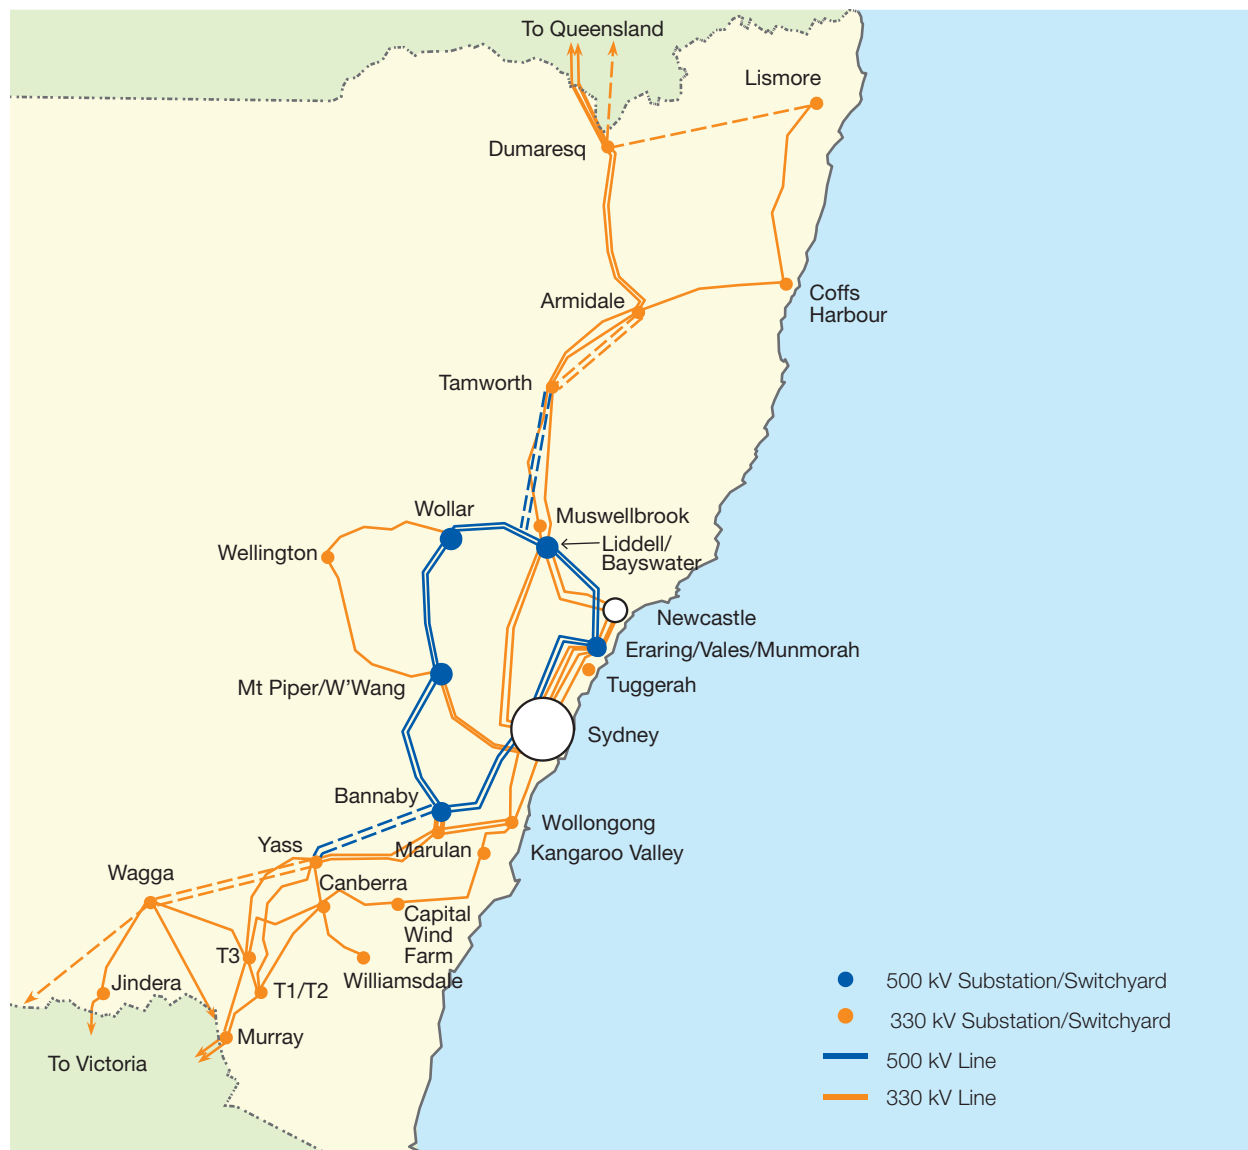 To Queensland
Lismore
Dumaresq
Coffs
Harbour
Armidale
Tamworth
Wollar
Muswellbrook
Liddell/
Bayswater
Wellington
Newcastle
Eraring/Vales/Munmorah
Tuggerah
Mt Piper/W'Wang
Sydney
Bannaby
Wollongong
Yass
Marulan
Kangaroo Valley
Wagga
Canberra
Capital
Wind
Farm
T3
Williamsdale
Jindera
T1/T2
Murray
To Victoria
500 kV Substation/Switchyard
330 kV Substation/Switchyard
500 kV Line
330 kV Line